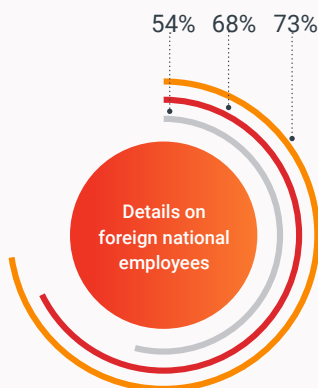 54% 68% 73%
Details on
foreign national
employees